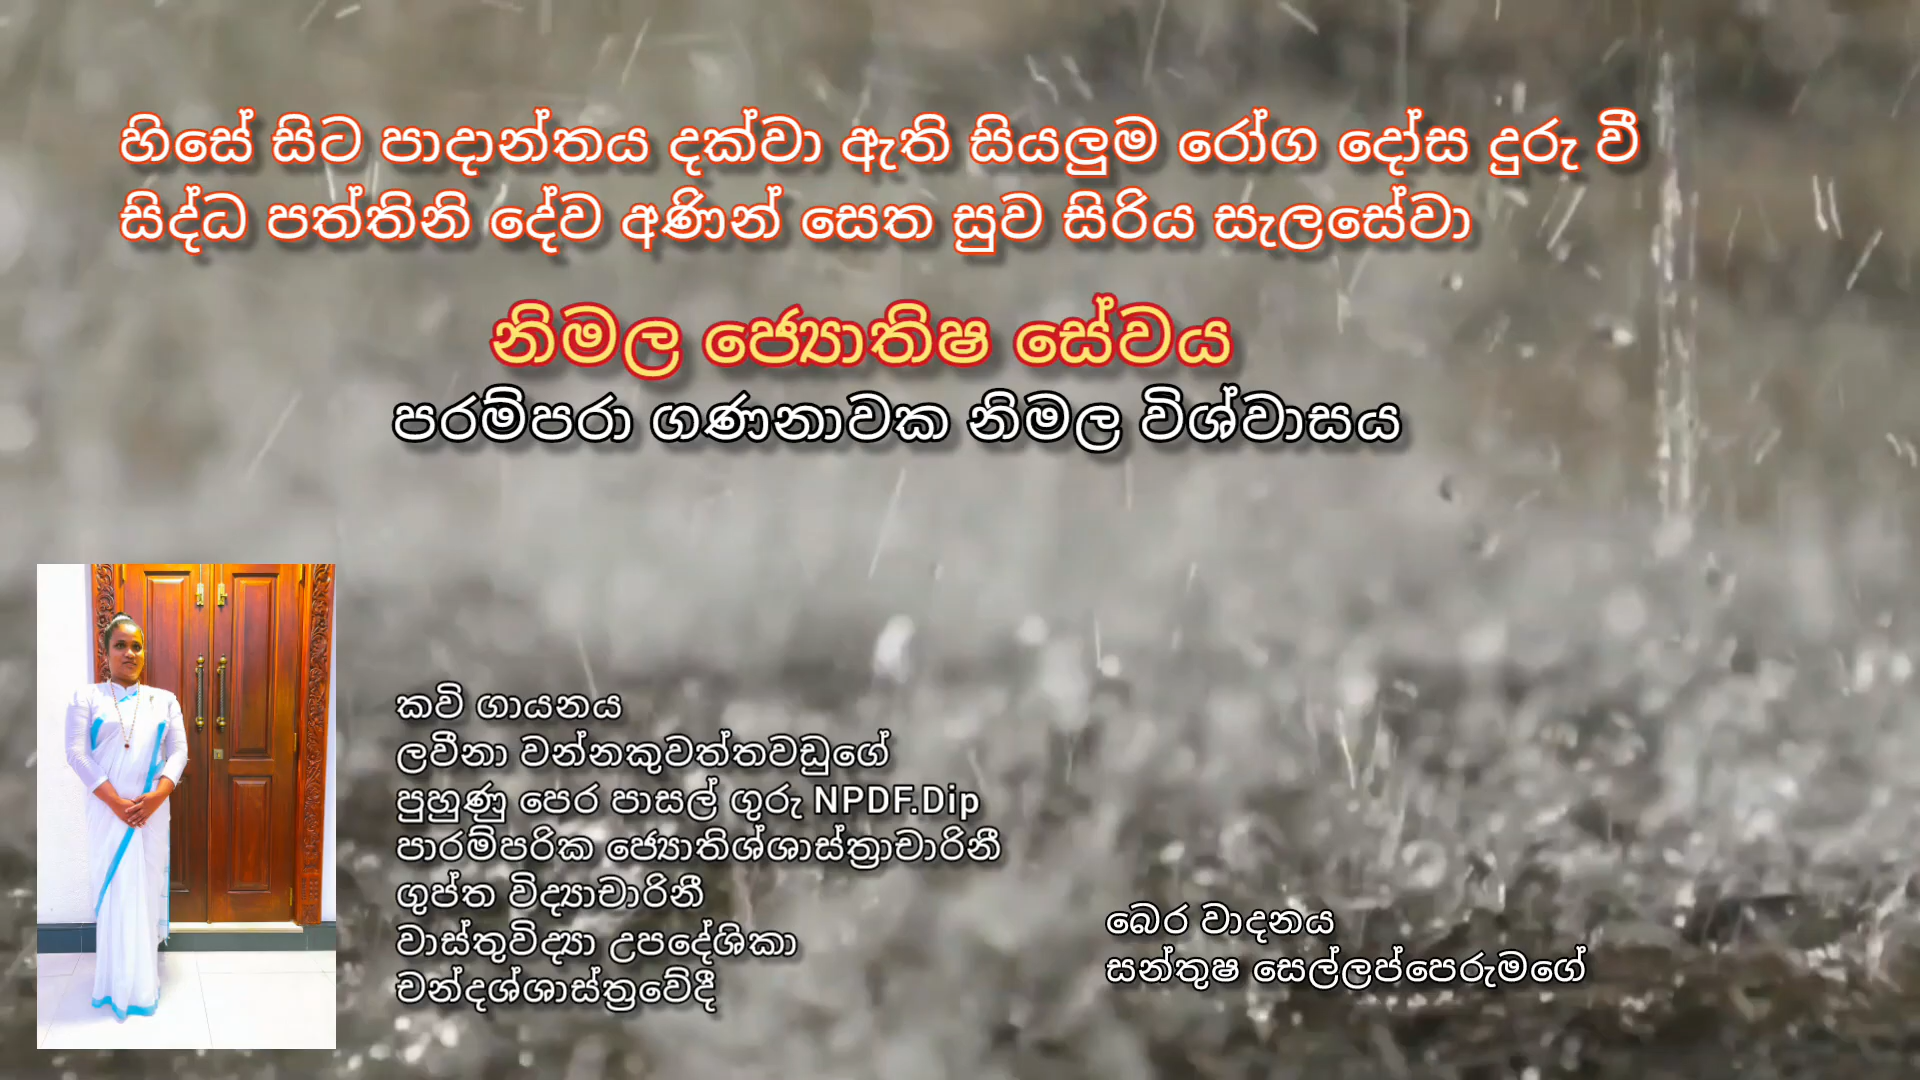 හිසේ සිට පාදාන්තය දක්වා ඇති සියලුම රෝග දෝස දුරු වී
සිද්ධ පත්තිනි දේව අණින් සෙත සුව සිරිය සැලසේවා
නිමල ජ්‍යොතිෂ සේවය
පරම්පරා ගණනාවක නිමල විශ්වාසය
කවි ගායනය
ලවීනා වන්නකුවත්තවඩුගේ
පුහුණු පෙර පාසල් ගුරු NPDF.Dip
පාරම්පරික ජ්‍යොතිශ්ශාස්ත්‍රාචාරිනී
ගුප්ත විද්‍යාචාරිනී
වාස්තුවිද්‍යා උපදේශිකා
චන්දශ්ශාස්ත්‍රවේදී
බෙර වාදනය
සන්තුෂ සෙල්ලප්පෙරුමගේ